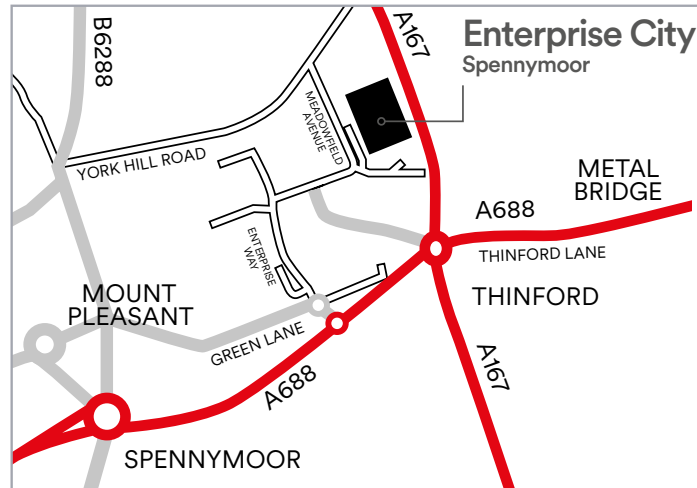 Enterprise City
Spennymoor
A167
B6288
MEADOWFIELD
AVENUE
YORK HILL ROAD
METAL
BRIDGE
A688
THINFORD LANE
THINFORD
ENTERPRISE
WAY
MOUNT
PLEASANT
GREEN LANE
A688
A167
SPENNYMOOR